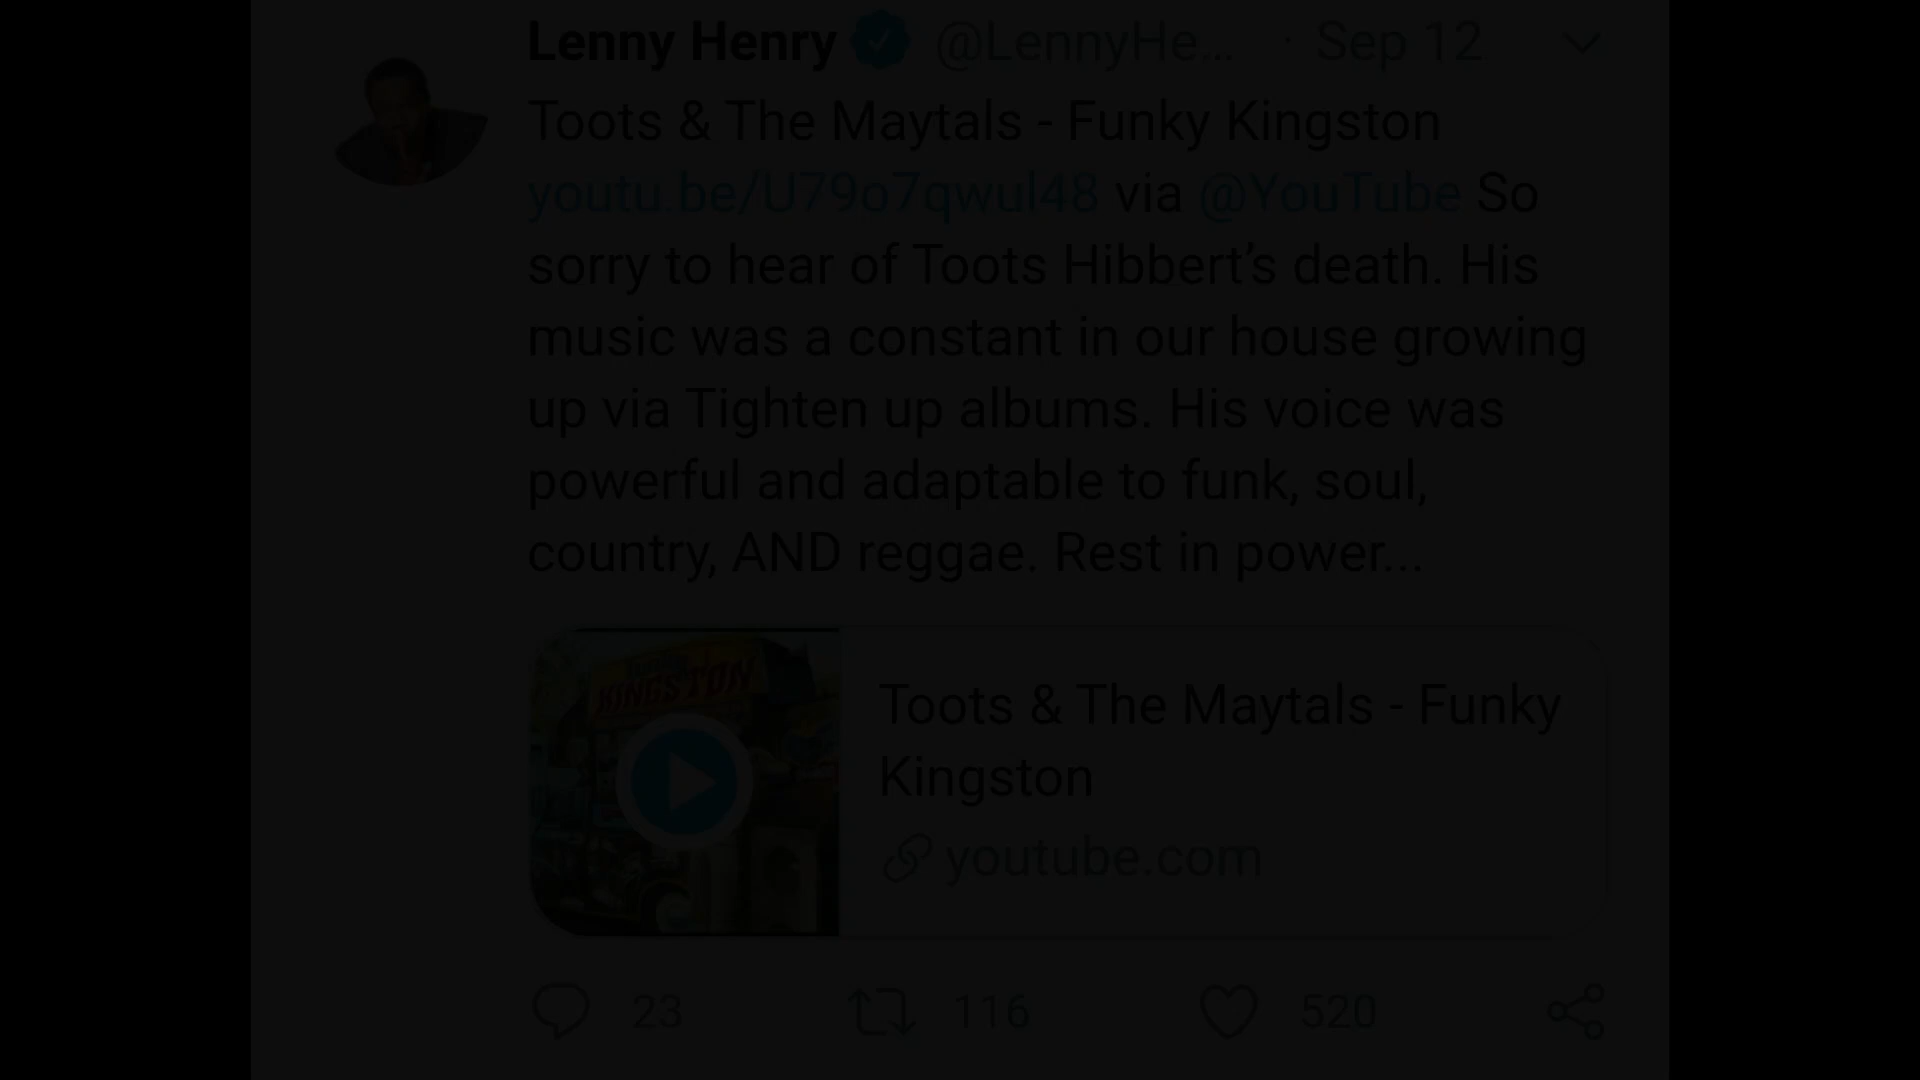 Lenny Henry @LennyHe... · Sep 12
Toots & The Maytals - Funky Kingston
youtu.be/U79o7qwul48 via @YouTube So
sorry to hear of Toots Hibbert’s death. His
music was a constant in our house growing
up via Tighten up albums. His voice was
powerful and adaptable to funk, soul,
country, AND reggae. Rest in power...
KINGSTON
Toots & The Maytals - Funky
Kingston
youtube.com
23 116 520